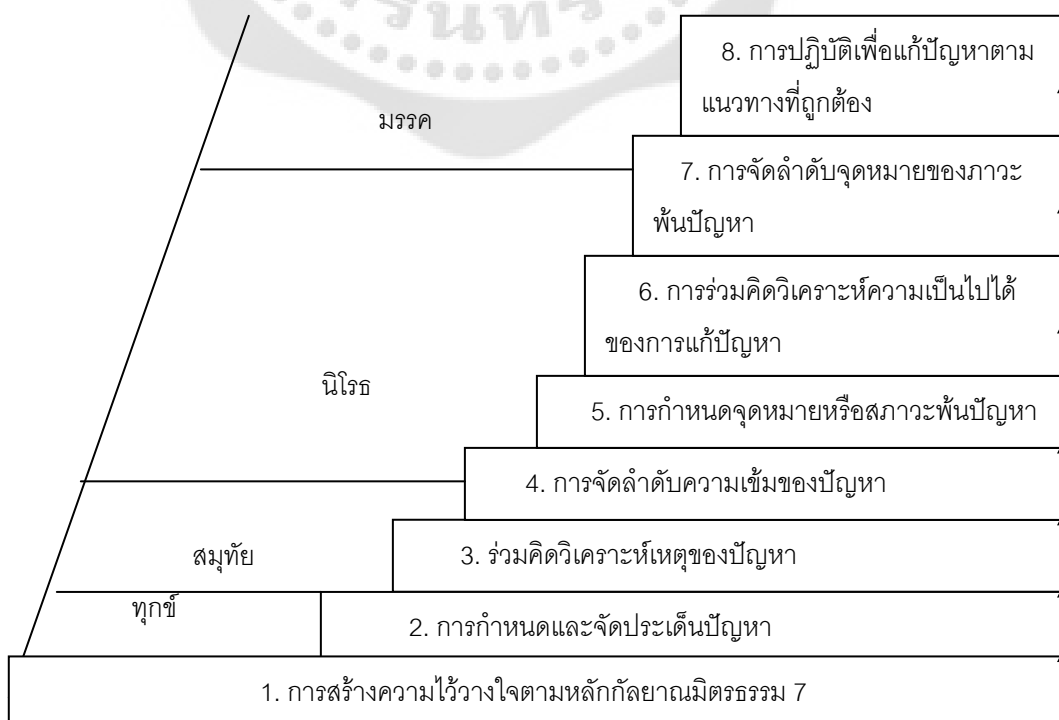 8. การปฏิบัติเพื่อแก้ปัญหาตาม
แนวทางที่ถูกต้อง
มรรค
7. การจัดลำดับจุดหมายของภาวะ
พ้นปัญหา
6. การร่วมคิดวิเคราะห์ความเป็นไปได้
ของการแก้ปัญหา
นิโรธ
5. การกำหนดจุดหมายหรือสภาวะพ้นปัญหา
4. การจัดลำดับความเข้มของปัญหา
สมุทัย
3. ร่วมคิดวิเคราะห์เหตุของปัญหา
ทุกข์
2. การกำหนดและจัดประเด็นปัญหา
1. การสร้างความไว้วางใจตามหลักกัลยาณมิตรธรรม 7